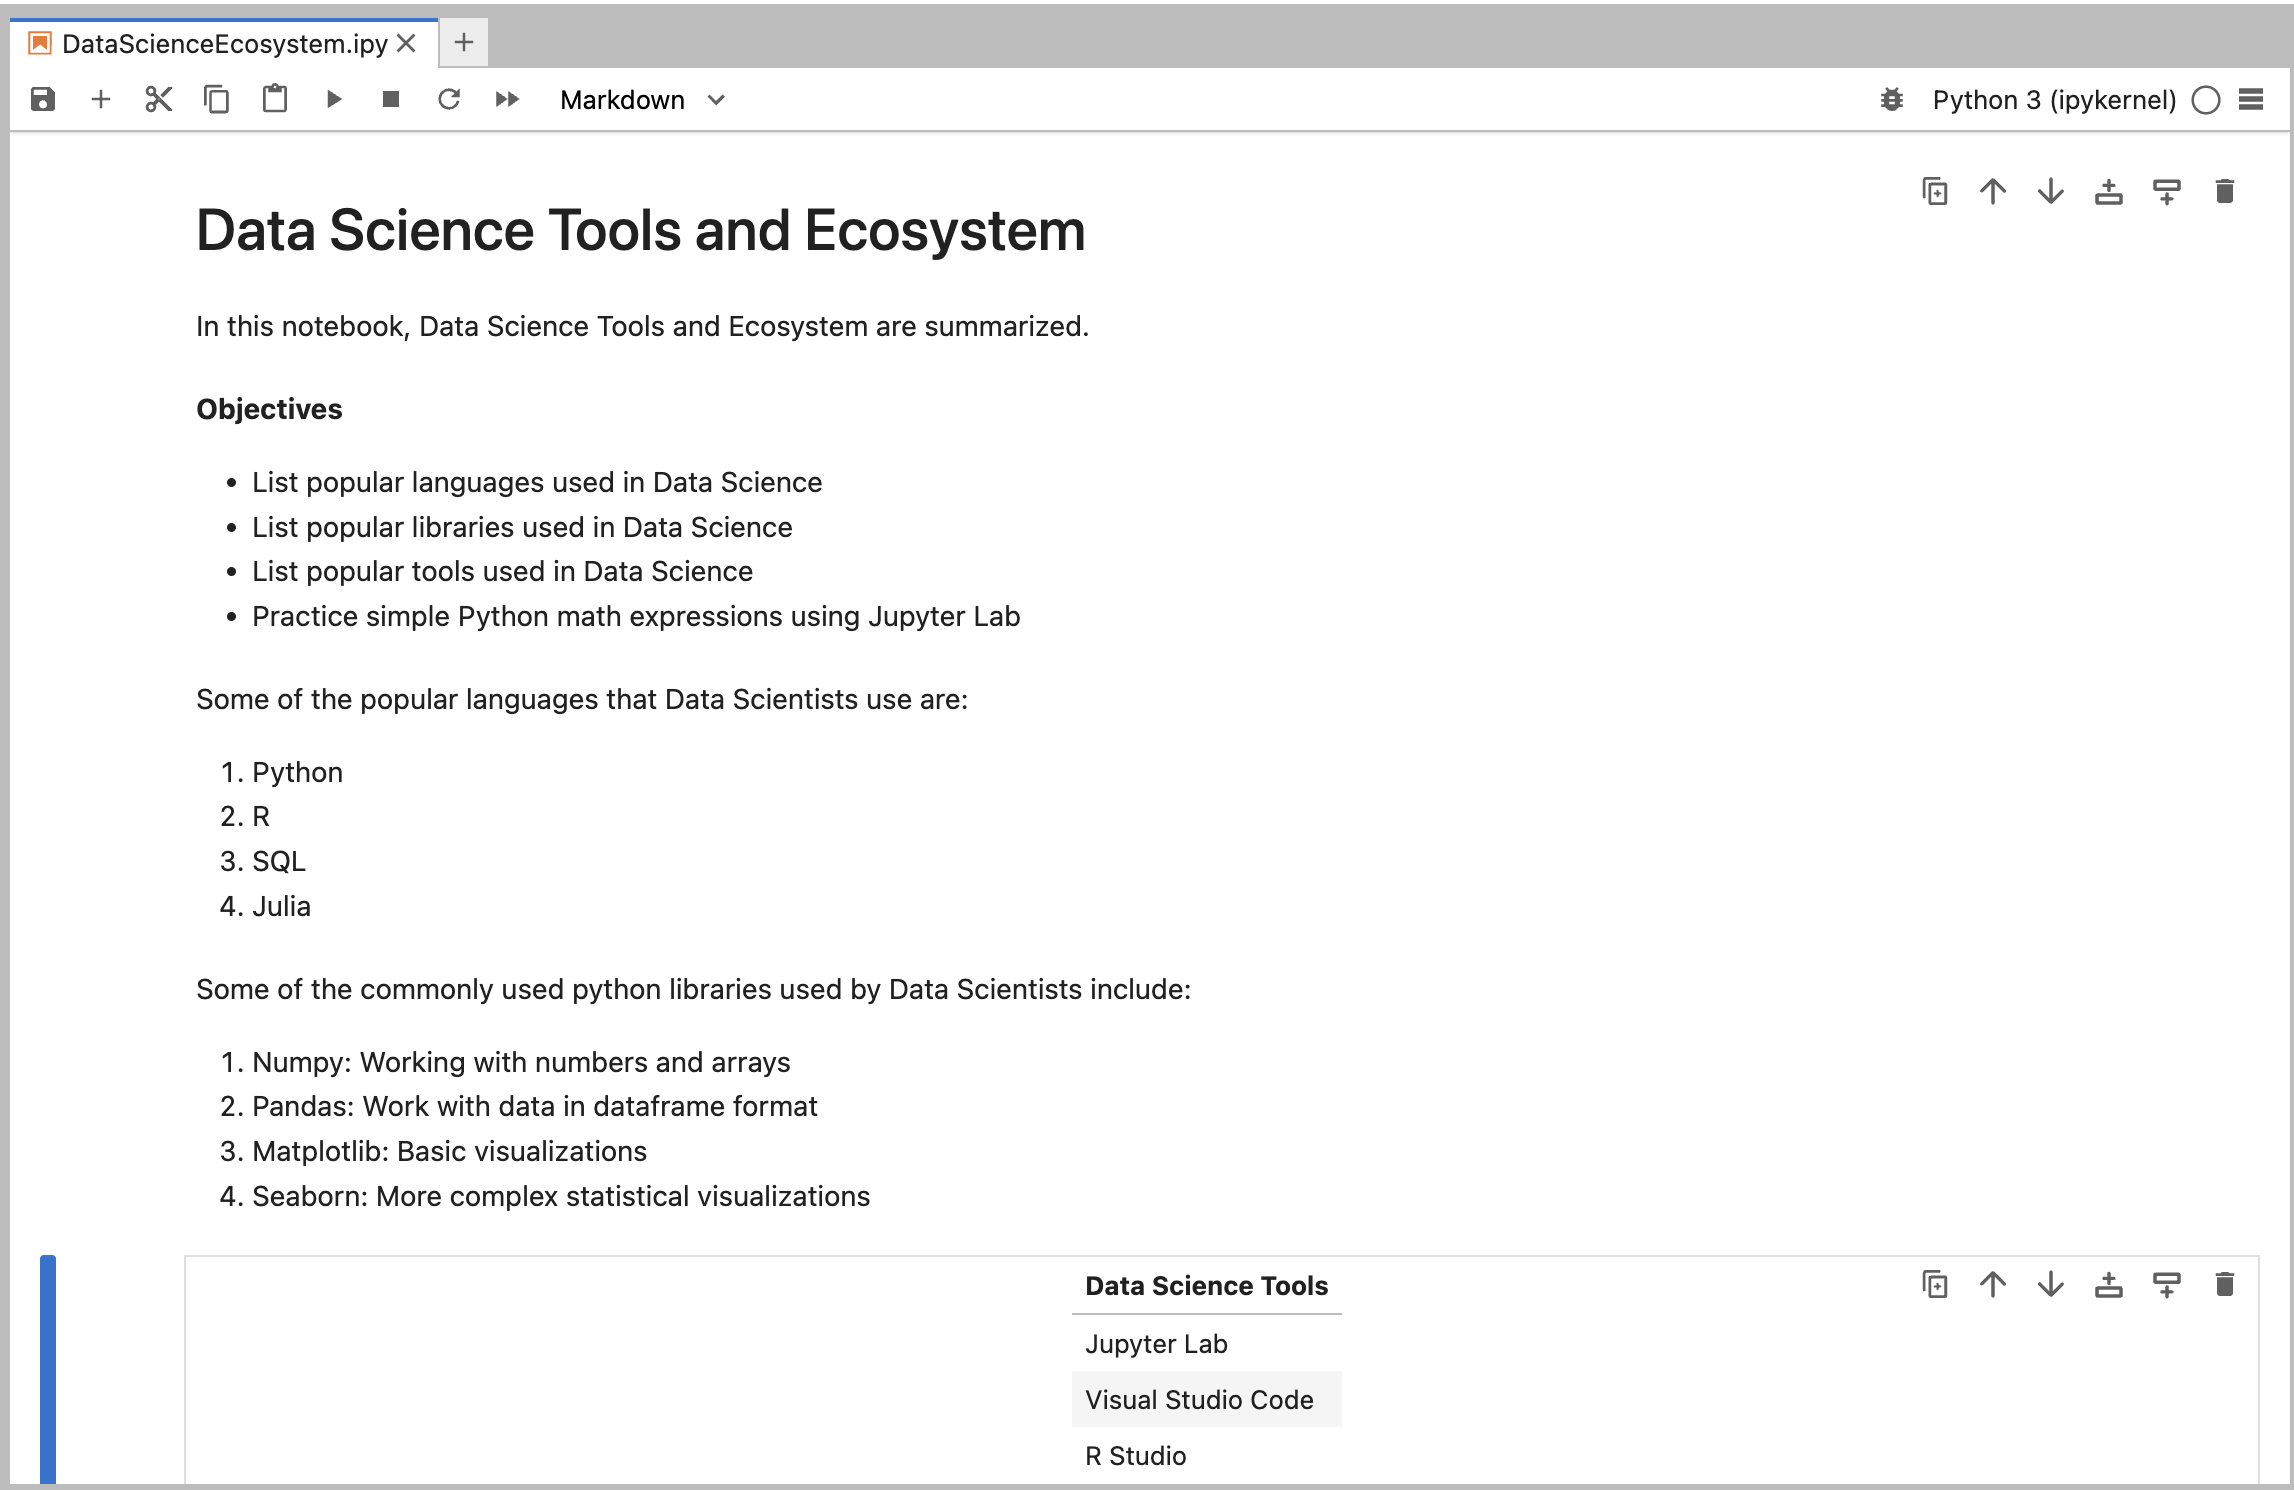 DataScienceEcosystem.ipy
Markdown
Python 3 (ipykernel)
Data Science Tools and Ecosystem
In this notebook, Data Science Tools and Ecosystem are summarized.
Objectives
• List popular languages used in Data Science
• List popular libraries used in Data Science
• List popular tools used in Data Science
• Practice simple Python math expressions using Jupyter Lab
Some of the popular languages that Data Scientists use are:
1. Python
2. R
3. SQL
4. Julia
Some of the commonly used python libraries used by Data Scientists include:
1. Numpy: Working with numbers and arrays
2. Pandas: Work with data in dataframe format
3. Matplotlib: Basic visualizations
4. Seaborn: More complex statistical visualizations
Data Science Tools
Jupyter Lab
Visual Studio Code
R Studio